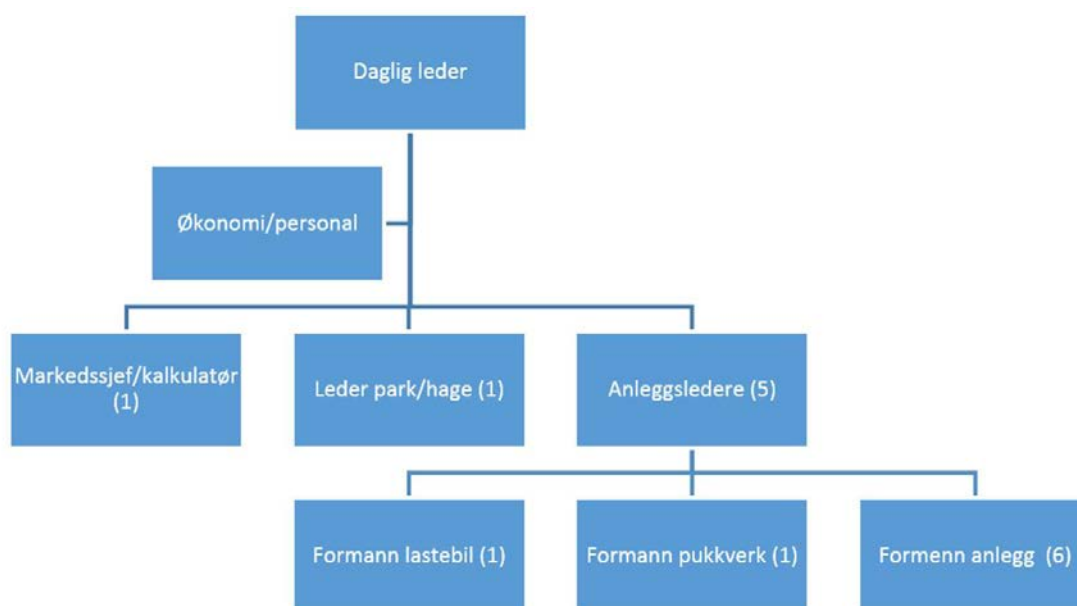 Daglig leder
Økonomi/personal
Markedssjef/kalkulatør
(1)
Leder park/hage (1)
Anleggsledere (5)
Formann lastebil (1)
Formann pukkverk (1)
Formenn anlegg  (6)